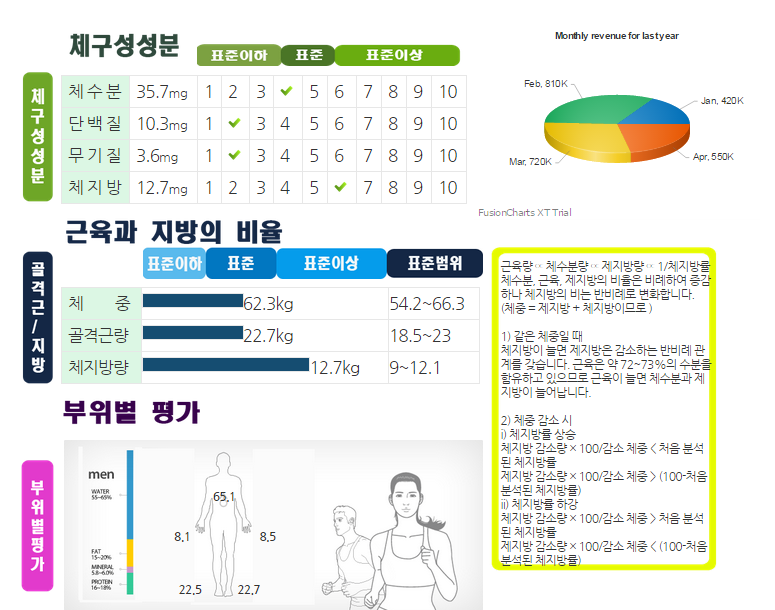 체구성성분
표준이하 표준 표준이상
체구성성분
체수분 35.7mg 1 2 3 5 6 7 8 9 10
단백질 10.3mg 1 3 4 5 6 7 8 9 10
무기질 3.6mg 1 3 4 5 6 7 8 9 10
체지방 12.7mg 1 2 3 4 5 7 8 9 10
Monthly revenue for last year
Feb, 810K
Jan, 420K
Mar, 720K
Apr, 550K
FusionCharts XT Trial
근육과 지방의 비율
표준이하 표준 표준이상 표준범위
골격근/지방
체 중 62.3kg 54.2~66.3
골격근량 22.7kg 18.5~23
체지방량 12.7kg 9~12.1
근육량 ∝ 체수분량 ∝ 제지방량 ∝ 1/체지방률
체수분, 근육, 제지방의 비율은 비례하여 증감
하나 체지방의 비는 반비례로 변화합니다.
(체중 = 제지방 + 체지방이므로 )
1) 같은 체중일 때
체지방이 늘면 제지방은 감소하는 반비례 관
계를 갖습니다. 근육은 약 72~73%의 수분을
함유하고 있으므로 근육이 늘면 체수분과 제
지방이 늘어납니다.
2) 체중 감소 시
i) 체지방률 상승
체지방 감소량 × 100/감소 체중 < 처음 분석
된 체지방률
제지방 감소량 × 100/감소 체중 > (100-처음
분석된 체지방률)
ii) 체지방률 하강
체지방 감소량 × 100/감소 체중 > 처음 분석
된 체지방률
제지방 감소량 × 100/감소 체중 < (100-처음
분석된 체지방률)
부위별 평가
부위별평가
men
WATER
55~65%
FAT
15~20%
MINERAL
5.8~6.0%
PROTEIN
16~18%
65.1
8.1 8.5
22.5 22.7